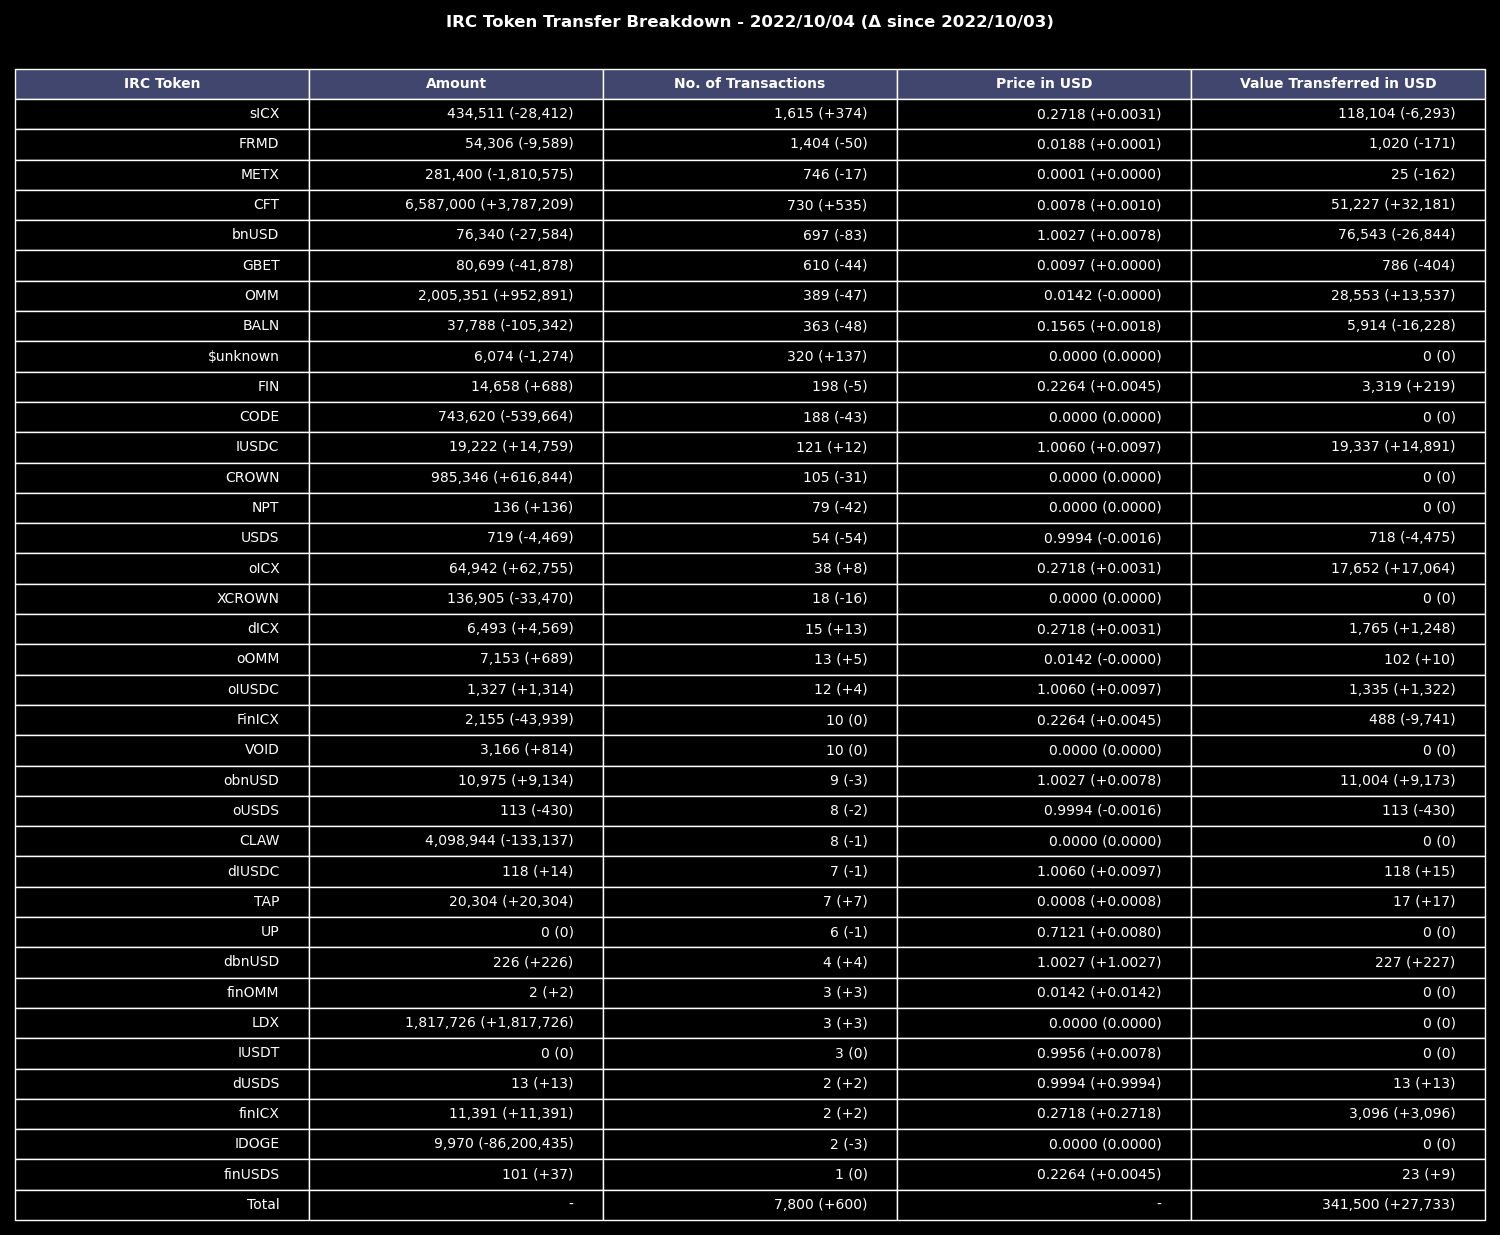 IRC Token Transfer Breakdown - 2022/10/04 (Δ since 2022/10/03)
IRC Token Amount No. of Transactions Price in USD Value Transferred in USD
sICX 434,511 (-28,412) 1,615 (+374) 0.2718 (+0.0031) 118,104 (-6,293)
FRMD 54,306 (-9,589) 1,404 (-50) 0.0188 (+0.0001) 1,020 (-171)
METX 281,400 (-1,810,575) 746 (-17) 0.0001 (+0.0000) 25 (-162)
CFT 6,587,000 (+3,787,209) 730 (+535) 0.0078 (+0.0010) 51,227 (+32,181)
bnUSD 76,340 (-27,584) 697 (-83) 1.0027 (+0.0078) 76,543 (-26,844)
GBET 80,699 (-41,878) 610 (-44) 0.0097 (+0.0000) 786 (-404)
OMM 2,005,351 (+952,891) 389 (-47) 0.0142 (-0.0000) 28,553 (+13,537)
BALN 37,788 (-105,342) 363 (-48) 0.1565 (+0.0018) 5,914 (-16,228)
$unknown 6,074 (-1,274) 320 (+137) 0.0000 (0.0000) 0 (0)
FIN 14,658 (+688) 198 (-5) 0.2264 (+0.0045) 3,319 (+219)
CODE 743,620 (-539,664) 188 (-43) 0.0000 (0.0000) 0 (0)
IUSDC 19,222 (+14,759) 121 (+12) 1.0060 (+0.0097) 19,337 (+14,891)
CROWN 985,346 (+616,844) 105 (-31) 0.0000 (0.0000) 0 (0)
NPT 136 (+136) 79 (-42) 0.0000 (0.0000) 0 (0)
USDS 719 (-4,469) 54 (-54) 0.9994 (-0.0016) 718 (-4,475)
oICX 64,942 (+62,755) 38 (+8) 0.2718 (+0.0031) 17,652 (+17,064)
XCROWN 136,905 (-33,470) 18 (-16) 0.0000 (0.0000) 0 (0)
dICX 6,493 (+4,569) 15 (+13) 0.2718 (+0.0031) 1,765 (+1,248)
oOMM 7,153 (+689) 13 (+5) 0.0142 (-0.0000) 102 (+10)
oIUSDC 1,327 (+1,314) 12 (+4) 1.0060 (+0.0097) 1,335 (+1,322)
FinICX 2,155 (-43,939) 10 (0) 0.2264 (+0.0045) 488 (-9,741)
VOID 3,166 (+814) 10 (0) 0.0000 (0.0000) 0 (0)
obnUSD 10,975 (+9,134) 9 (-3) 1.0027 (+0.0078) 11,004 (+9,173)
oUSDS 113 (-430) 8 (-2) 0.9994 (-0.0016) 113 (-430)
CLAW 4,098,944 (-133,137) 8 (-1) 0.0000 (0.0000) 0 (0)
dIUSDC 118 (+14) 7 (-1) 1.0060 (+0.0097) 118 (+15)
TAP 20,304 (+20,304) 7 (+7) 0.0008 (+0.0008) 17 (+17)
UP 0 (0) 6 (-1) 0.7121 (+0.0080) 0 (0)
dbnUSD 226 (+226) 4 (+4) 1.0027 (+1.0027) 227 (+227)
finOMM 2 (+2) 3 (+3) 0.0142 (+0.0142) 0 (0)
LDX 1,817,726 (+1,817,726) 3 (+3) 0.0000 (0.0000) 0 (0)
IUSDT 0 (0) 3 (0) 0.9956 (+0.0078) 0 (0)
dUSDS 13 (+13) 2 (+2) 0.9994 (+0.9994) 13 (+13)
finICX 11,391 (+11,391) 2 (+2) 0.2718 (+0.2718) 3,096 (+3,096)
IDOGE 9,970 (-86,200,435) 2 (-3) 0.0000 (0.0000) 0 (0)
finUSDS 101 (+37) 1 (0) 0.2264 (+0.0045) 23 (+9)
Total - 7,800 (+600) - 341,500 (+27,733)